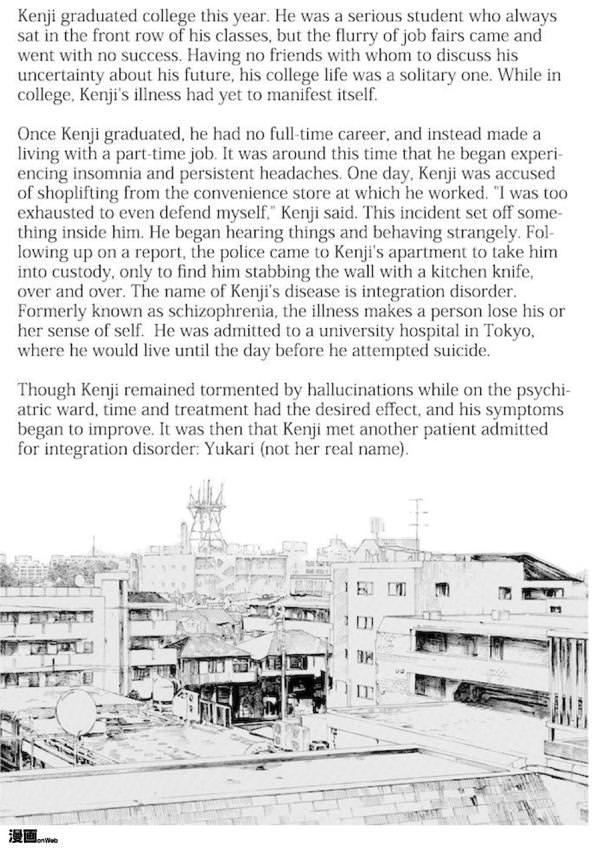 Kenji graduated college this year. He was a serious student who always
sat in the front row of his classes, but the flurry of job fairs came and
went with no success. Having no friends with whom to discuss his
uncertainty about his future, his college life was a solitary one. While in
college, Kenji's illness had yet to manifest itself.
Once Kenji graduated, he had no full-time career, and instead made a
living with a part-time job. It was around this time that he began experi-
encing insomnia and persistent headaches. One day, Kenji was accused
of shoplifting from the convenience store at which he worked. "I was too
exhausted to even defend myself," Kenji said. This incident set off some-
thing inside him. He began hearing things and behaving strangely. Fol-
lowing up on a report, the police came to Kenji's apartment to take him
into custody, only to find him stabbing the wall with a kitchen knife,
over and over. The name of Kenji's disease is integration disorder.
Formerly known as schizophrenia, the illness makes a person lose his or
her sense of self.  He was admitted to a university hospital in Tokyo,
where he would live until the day before he attempted suicide.
Though Kenji remained tormented by hallucinations while on the psychi-
atric ward, time and treatment had the desired effect, and his symptoms
began to improve. It was then that Kenji met another patient admitted
for integration disorder: Yukari (not her real name).
漫画onWeb